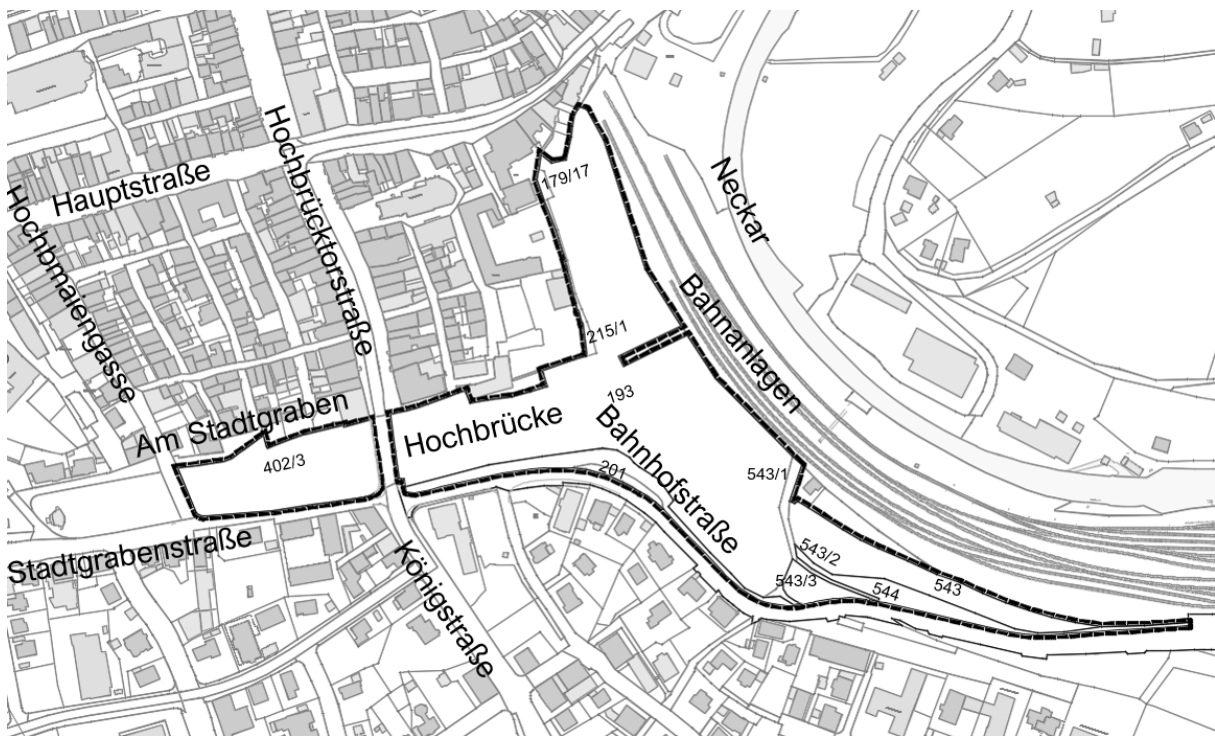 Hauptstraße
Hochbrücktorstraße
Hochbmaiengasse
179/17
Neckar
215/1
Bahnanlagen
193
Am Stadtgraben
402/3
Hochbrücke
Bahnhofstraße
201
543/1
Stadtgrabenstraße
Königstraße
543/2
543/3
544
543